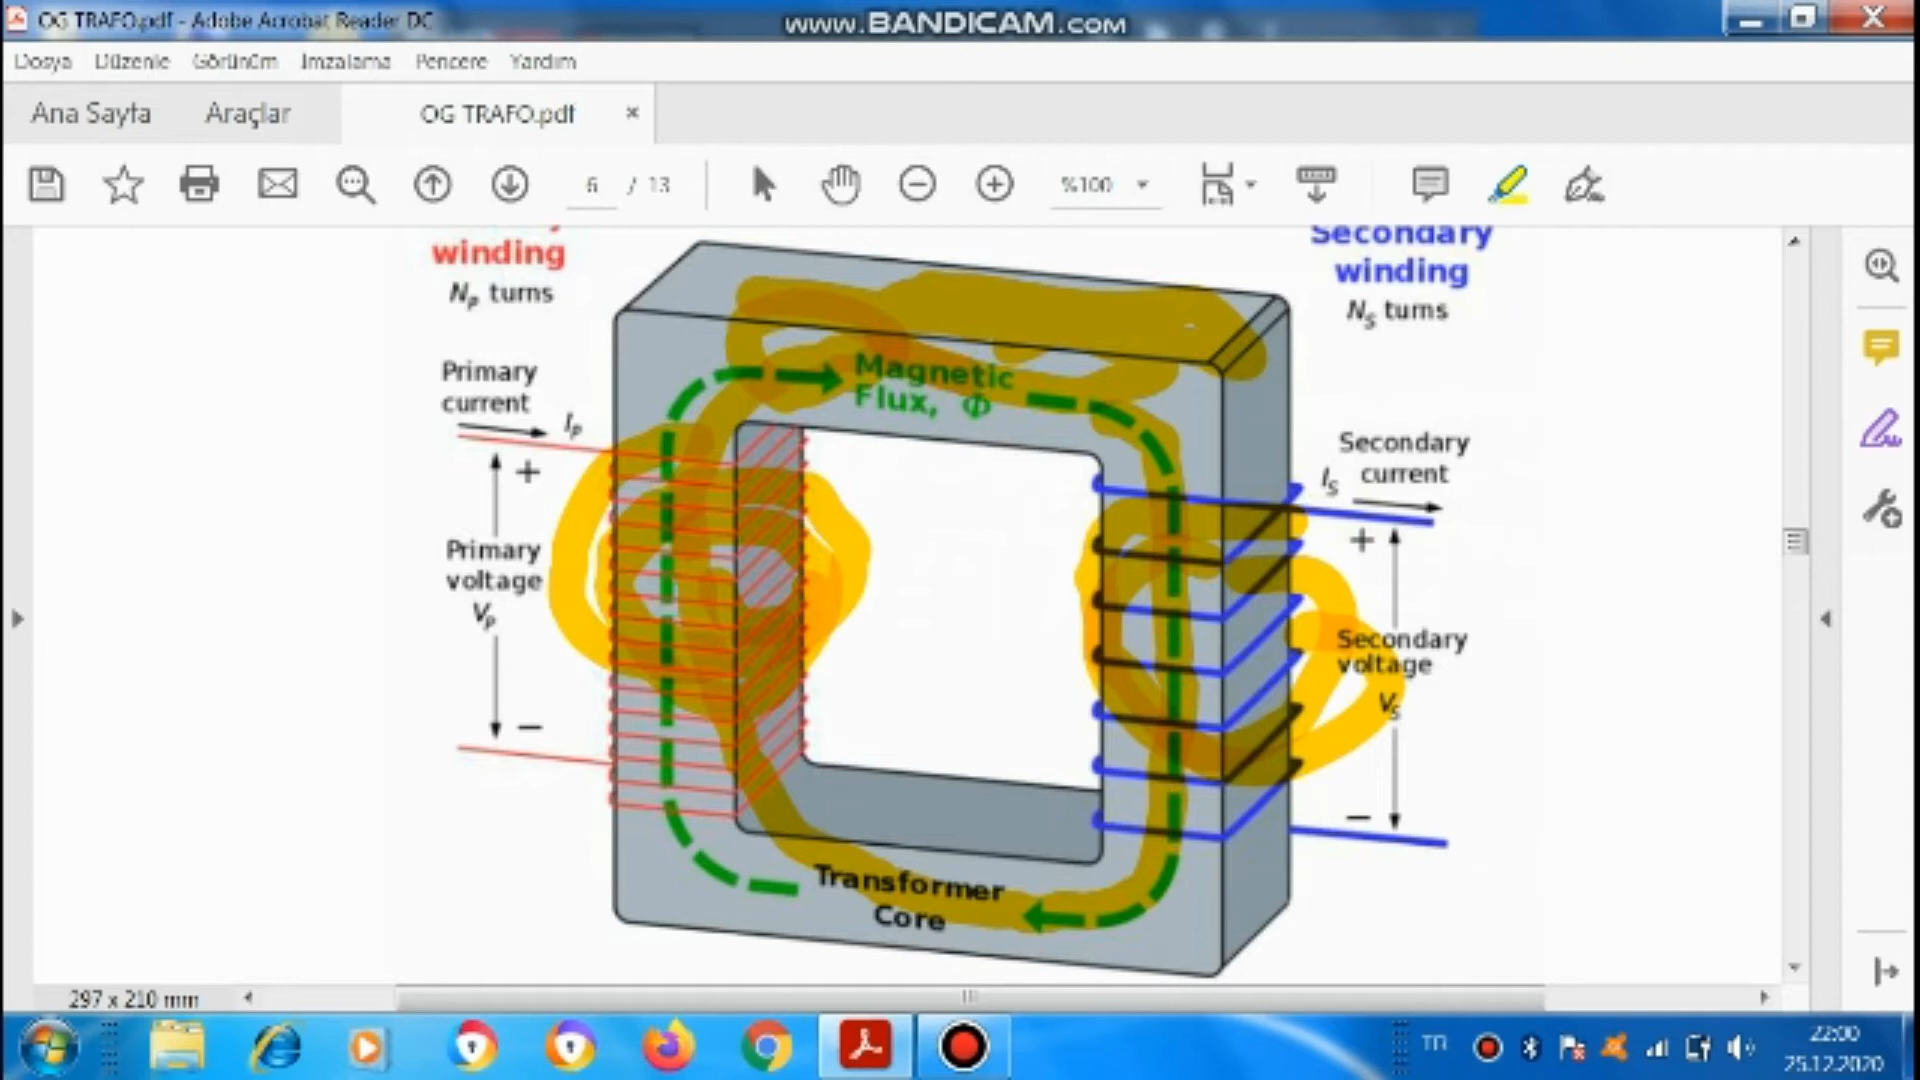 OG TRAFO.pdf - Adobe Acrobat Reader DC
www.BANDICAM.com
Dosya Düzenle Görünüm İmzalama Pencere Yardım
Ana Sayfa Araçlar OG TRAFO.pdf ×
6 / 13 %100
winding
Np turns
Secondary
winding
NS turns
Primary
current
Ip
+
Primary
voltage
Vp
−
Magnetic
Flux, Φ
Secondary
current
IS
+
Secondary
voltage
VS
−
Transformer
Core
297 x 210 mm
TR
22:00
25.12.2020